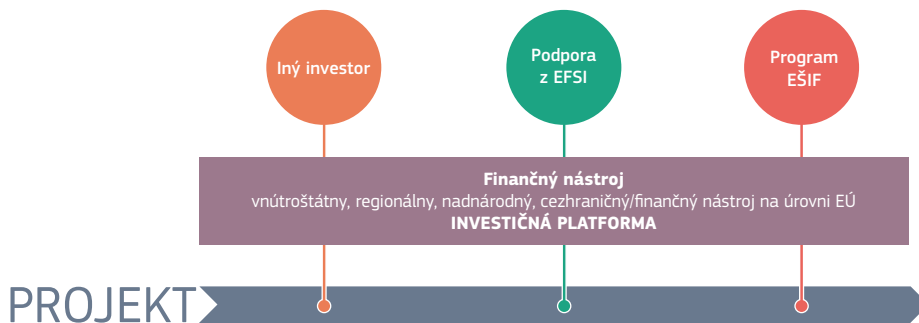 Iný investor
Podpora
z EFSI
Program
EŠIF
Finančný nástroj
vnútroštátny, regionálny, nadnárodný, cezhraničný/finančný nástroj na úrovni EÚ
INVESTIČNÁ PLATFORMA
PROJEKT